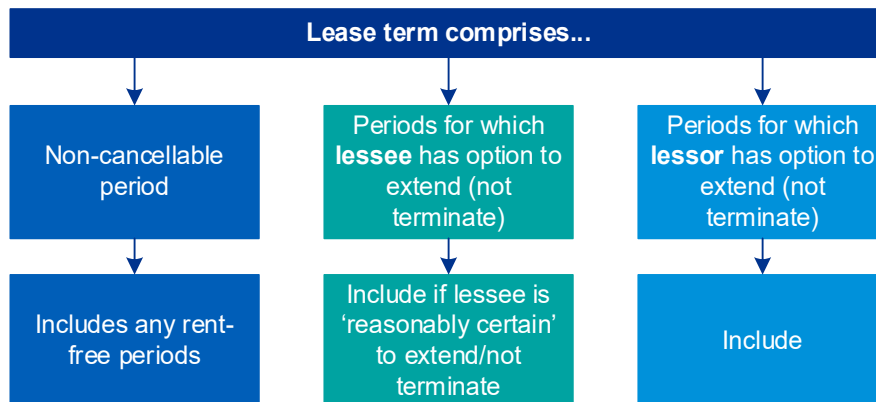 Lease term comprises...
Non-cancellable
period
Periods for which
lessee has option to
extend (not
terminate)
Periods for which
lessor has option to
extend (not
terminate)
Includes any rent-
free periods
Include if lessee is
‘reasonably certain’
to extend/not
terminate
Include